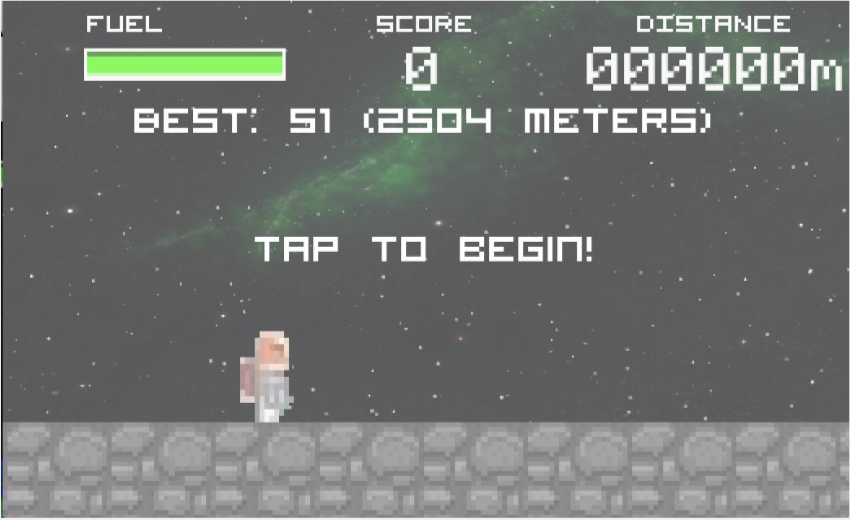 FUEL SCORE DISTANCE
0 000000m
BEST: 51 (2504 METERS)
TAP TO BEGIN!